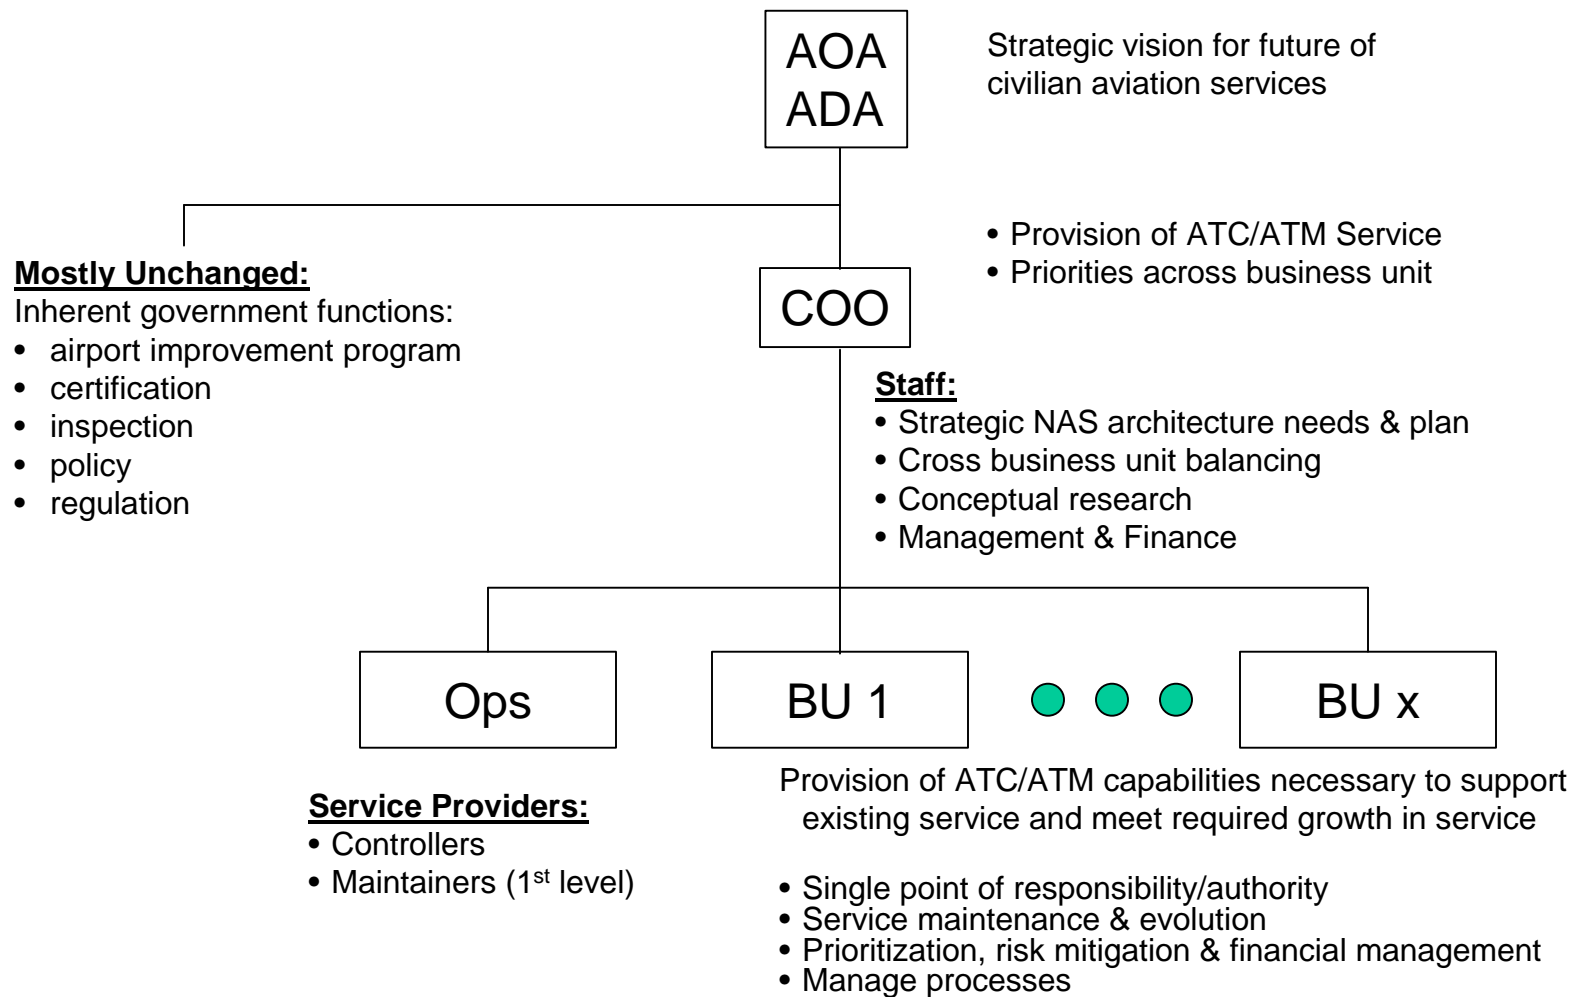 AOA
ADA
Strategic vision for future of
civilian aviation services
• Provision of ATC/ATM Service
• Priorities across business unit
Mostly Unchanged:
Inherent government functions:
• airport improvement program
• certification
• inspection
• policy
• regulation
COO
Staff:
• Strategic NAS architecture needs & plan
• Cross business unit balancing
• Conceptual research
• Management & Finance
Ops
BU 1
BU x
Service Providers:
• Controllers
• Maintainers (1st level)
Provision of ATC/ATM capabilities necessary to support
existing service and meet required growth in service
• Single point of responsibility/authority
• Service maintenance & evolution
• Prioritization, risk mitigation & financial management
• Manage processes